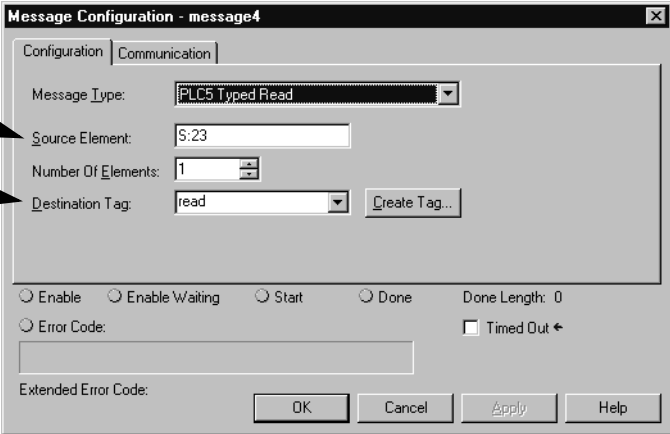 Message Configuration - message4
Configuration Communication
Message Type: PLC5 Typed Read
Source Element: S:23
Number Of Elements: 1
Destination Tag: read Create Tag...
Enable Enable Waiting Start Done Done Length: 0
Error Code: Timed Out ←
Extended Error Code:
OK Cancel Apply Help